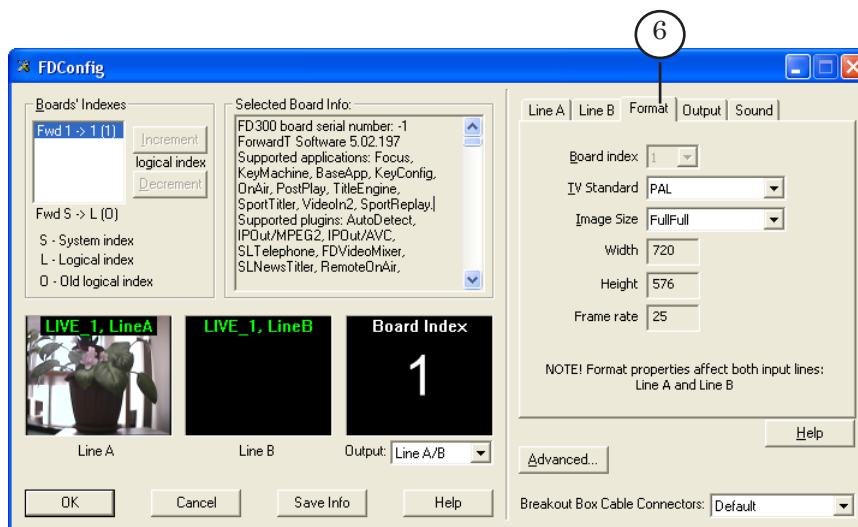 6
FDConfig
Boards' Indexes
Fwd 1 -> 1 (1)
Increment
logical index
Decrement
Fwd S -> L (O)
S - System index
L - Logical index
O - Old logical index
Selected Board Info:
FD300 board serial number: -1
ForwardT Software 5.02.197
Supported applications: Focus,
KeyMachine, BaseApp, KeyConfig,
OnAir, PostPlay, TitleEngine,
SportTitler, VideoIn2, SportReplay.
Supported plugins: AutoDetect,
IPOut/MPEG2, IPOut/AVC,
SLTelephone, FDVideoMixer,
SLNewsTitler, RemoteOnAir,
LIVE_1, LineA
LIVE_1, LineB
Board Index
1
Line A
Line B
Output: Line A/B
OK
Cancel
Save Info
Help
Line A
Line B
Format
Output
Sound
Board index 1
TV Standard PAL
Image Size FullFull
Width 720
Height 576
Frame rate 25
NOTE! Format properties affect both input lines:
Line A and Line B
Help
Advanced...
Breakout Box Cable Connectors: Default